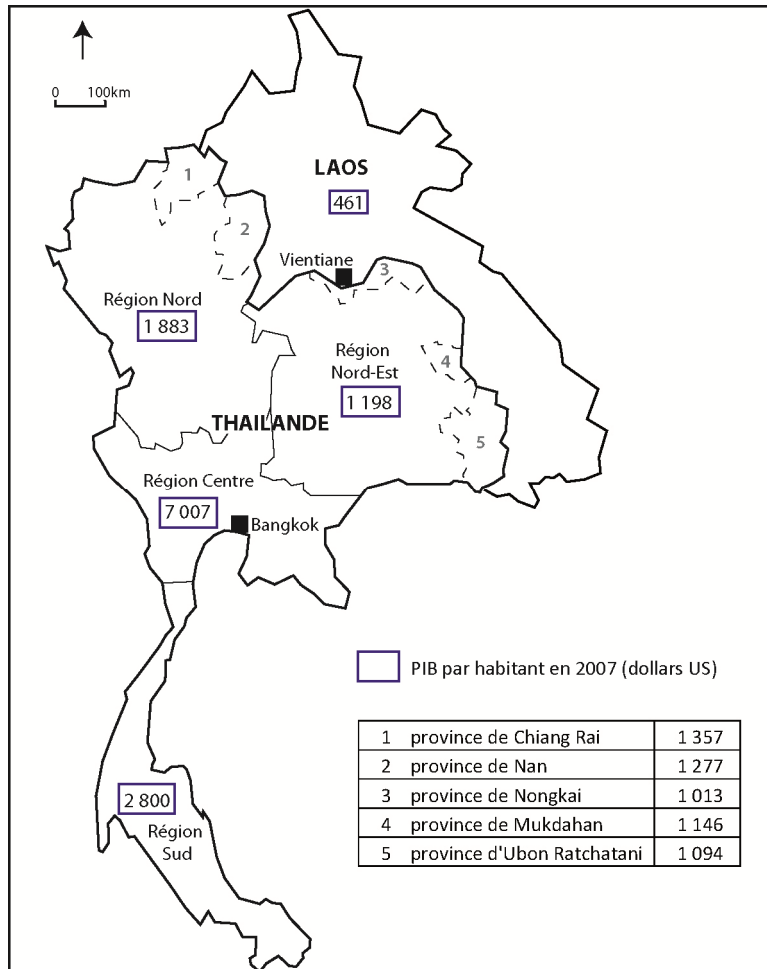 0 100km
1
LAOS
461
2
Vientiane
3
Région Nord
1 883
Région
Nord-Est
4
1 198
THAILANDE
5
Région Centre
7 007
Bangkok
PIB par habitant en 2007 (dollars US)
1 province de Chiang Rai 1 357
2 province de Nan 1 277
3 province de Nongkai 1 013
4 province de Mukdahan 1 146
5 province d'Ubon Ratchatani 1 094
2 800
Région
Sud